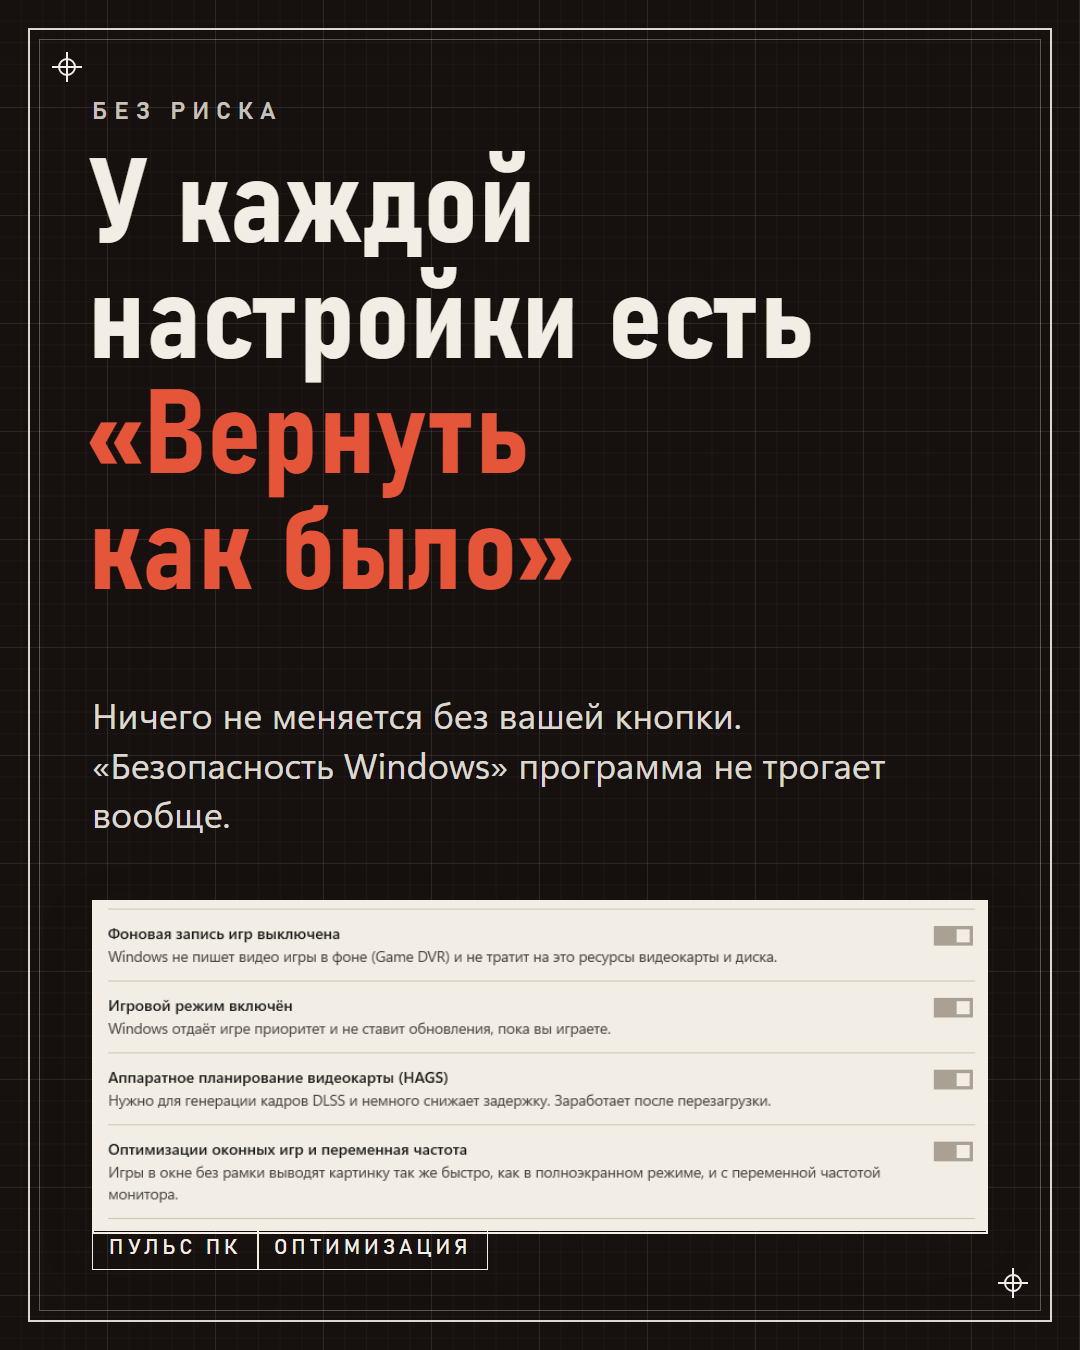 БЕЗ РИСКА
У каждой
настройки есть
«Вернуть
как было»
Ничего не меняется без вашей кнопки.
«Безопасность Windows» программа не трогает
вообще.
Фоновая запись игр выключена
Windows не пишет видео игры в фоне (Game DVR) и не тратит на это ресурсы видеокарты и диска.
Игровой режим включён
Windows отдаёт игре приоритет и не ставит обновления, пока вы играете.
Аппаратное планирование видеокарты (HAGS)
Нужно для генерации кадров DLSS и немного снижает задержку. Заработает после перезагрузки.
Оптимизации оконных игр и переменная частота
Игры в окне без рамки выводят картинку так же быстро, как в полноэкранном режиме, и с переменной частотой
монитора.
ПУЛЬС ПК ОПТИМИЗАЦИЯ